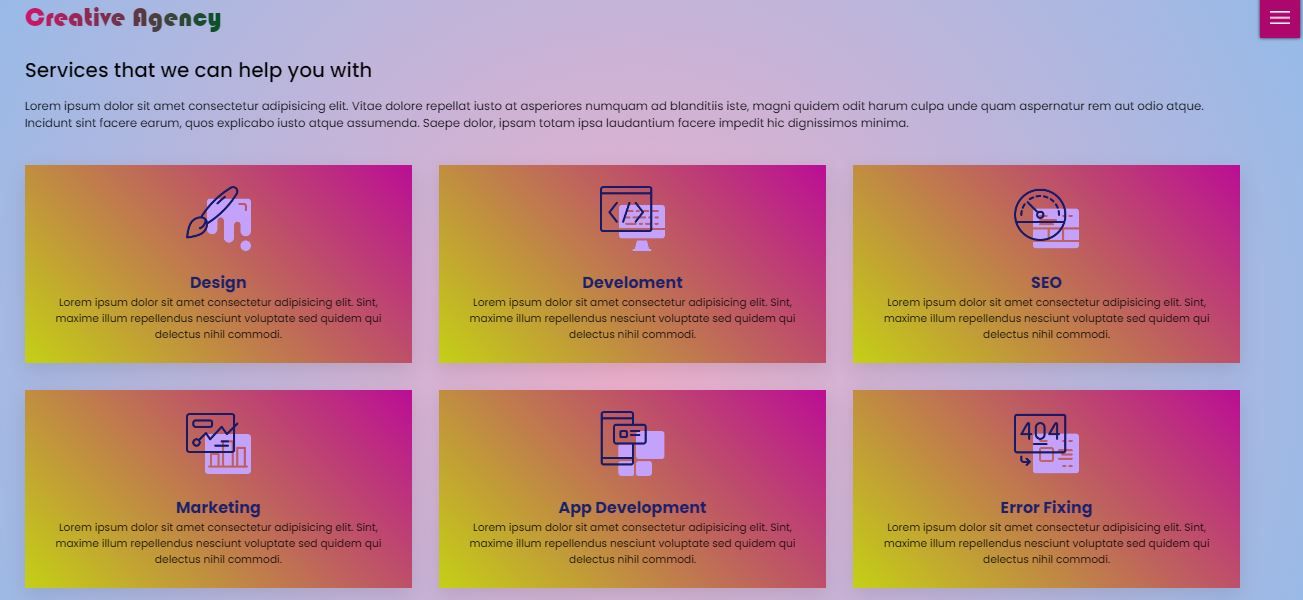 Creative Agency
Services that we can help you with
Lorem ipsum dolor sit amet consectetur adipisicing elit. Vitae dolore repellat iusto at asperiores numquam ad blanditiis iste, magni quidem odit harum culpa unde quam aspernatur rem aut odio atque.
Incidunt sint facere earum, quos explicabo iusto atque assumenda. Saepe dolor, ipsam totam ipsa laudantium facere impedit hic dignissimos minima.
Design
Lorem ipsum dolor sit amet consectetur adipisicing elit. Sint,
maxime illum repellendus nesciunt voluptate sed quidem qui
delectus nihil commodi.
</>
Develoment
Lorem ipsum dolor sit amet consectetur adipisicing elit. Sint,
maxime illum repellendus nesciunt voluptate sed quidem qui
delectus nihil commodi.
SEO
Lorem ipsum dolor sit amet consectetur adipisicing elit. Sint,
maxime illum repellendus nesciunt voluptate sed quidem qui
delectus nihil commodi.
Marketing
Lorem ipsum dolor sit amet consectetur adipisicing elit. Sint,
maxime illum repellendus nesciunt voluptate sed quidem qui
delectus nihil commodi.
App Development
Lorem ipsum dolor sit amet consectetur adipisicing elit. Sint,
maxime illum repellendus nesciunt voluptate sed quidem qui
delectus nihil commodi.
404
Error Fixing
Lorem ipsum dolor sit amet consectetur adipisicing elit. Sint,
maxime illum repellendus nesciunt voluptate sed quidem qui
delectus nihil commodi.